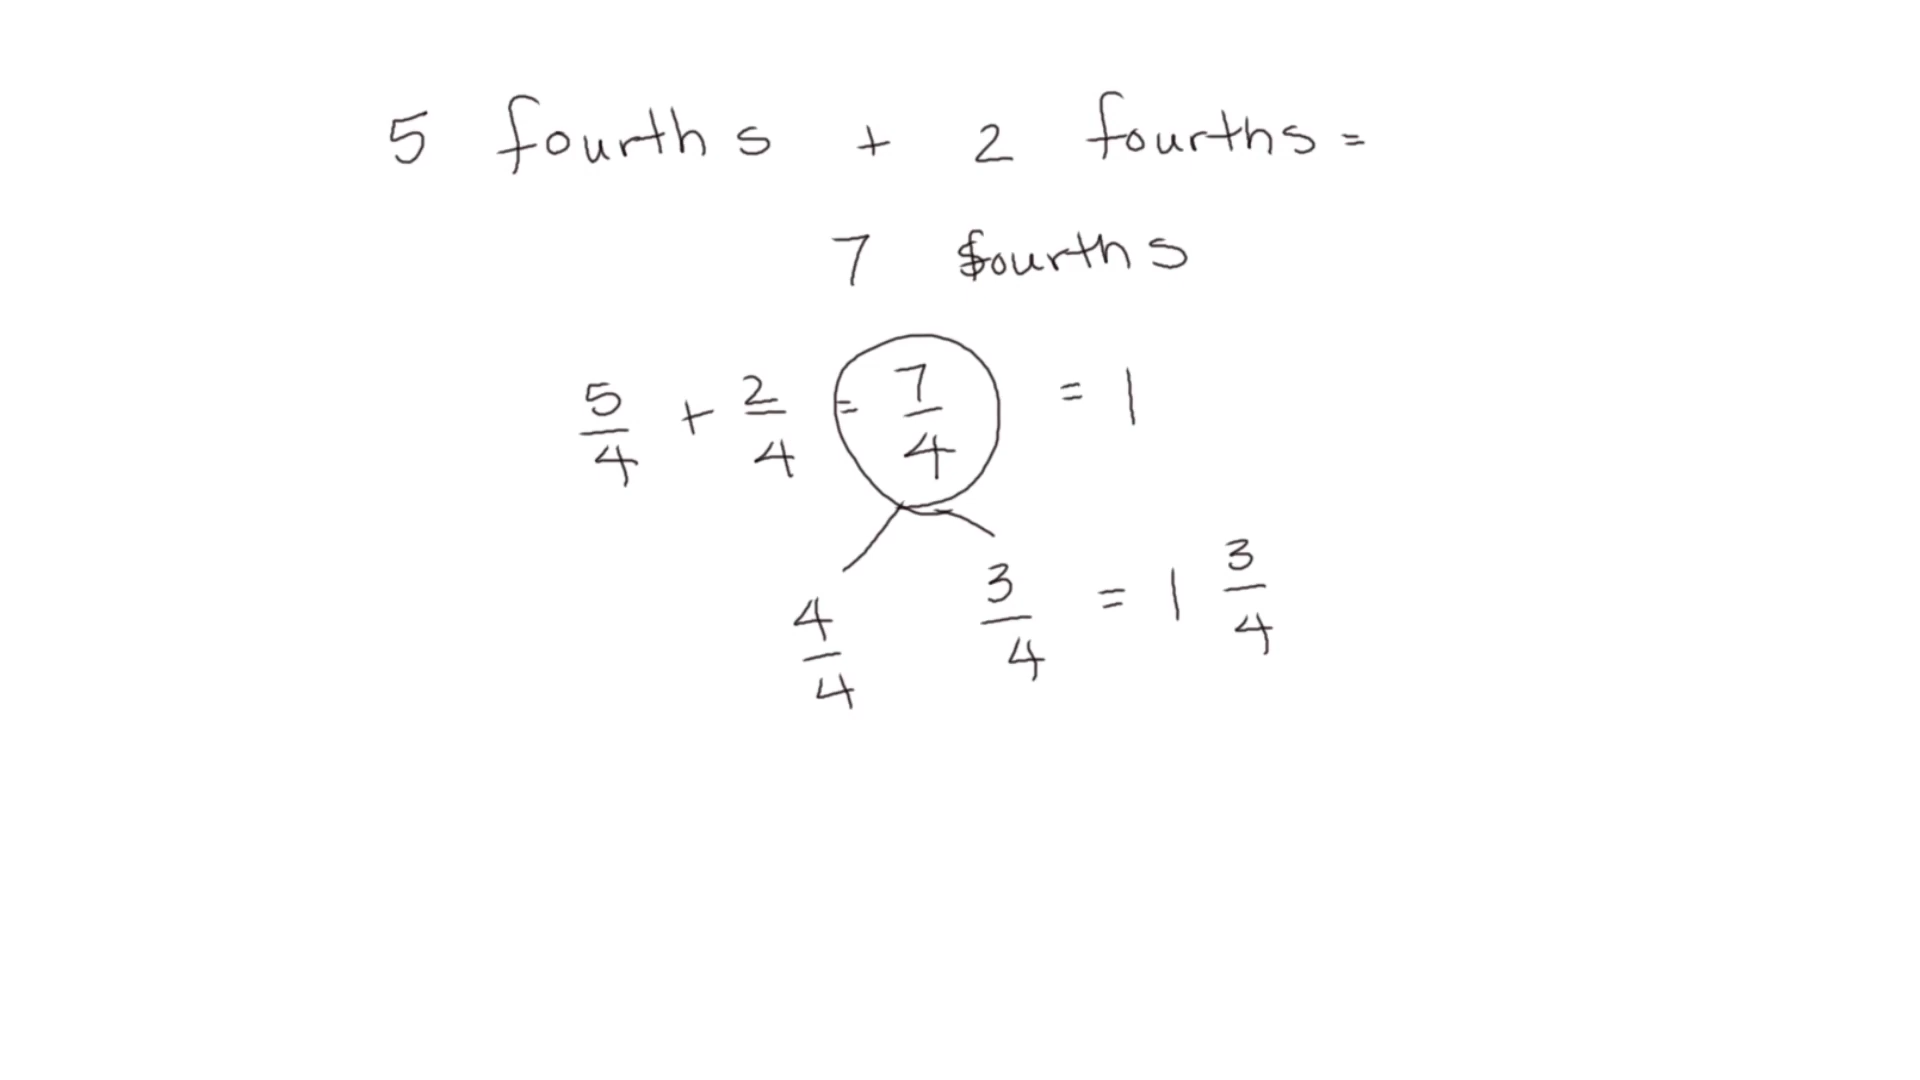 5 fourths + 2 fourths =
7 fourths
5/4 + 2/4 = 7/4 = 1
4/4 3/4 = 1 3/4